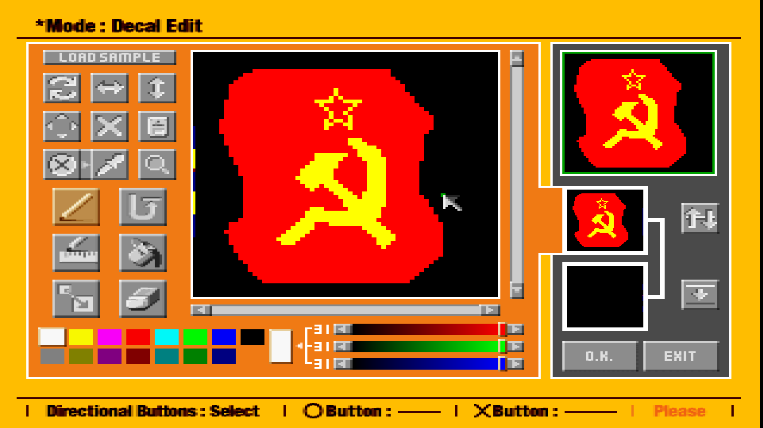 *Mode : Decal Edit
LOAD SAMPLE
31
31
31
O.K.
EXIT
Directional Buttons : Select | ○Button : —— | ×Button : —— | Please